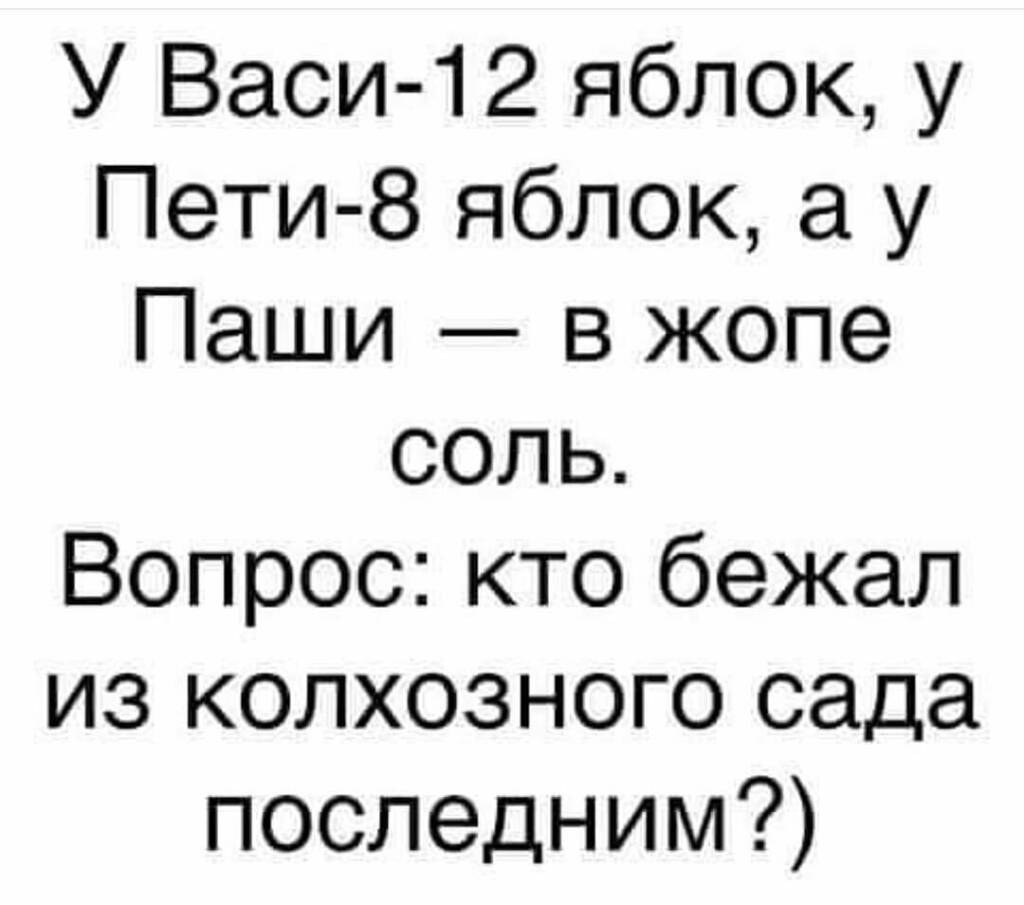 У Васи-12 яблок, у
Пети-8 яблок, а у
Паши — в жопе
соль.
Вопрос: кто бежал
из колхозного сада
последним?)